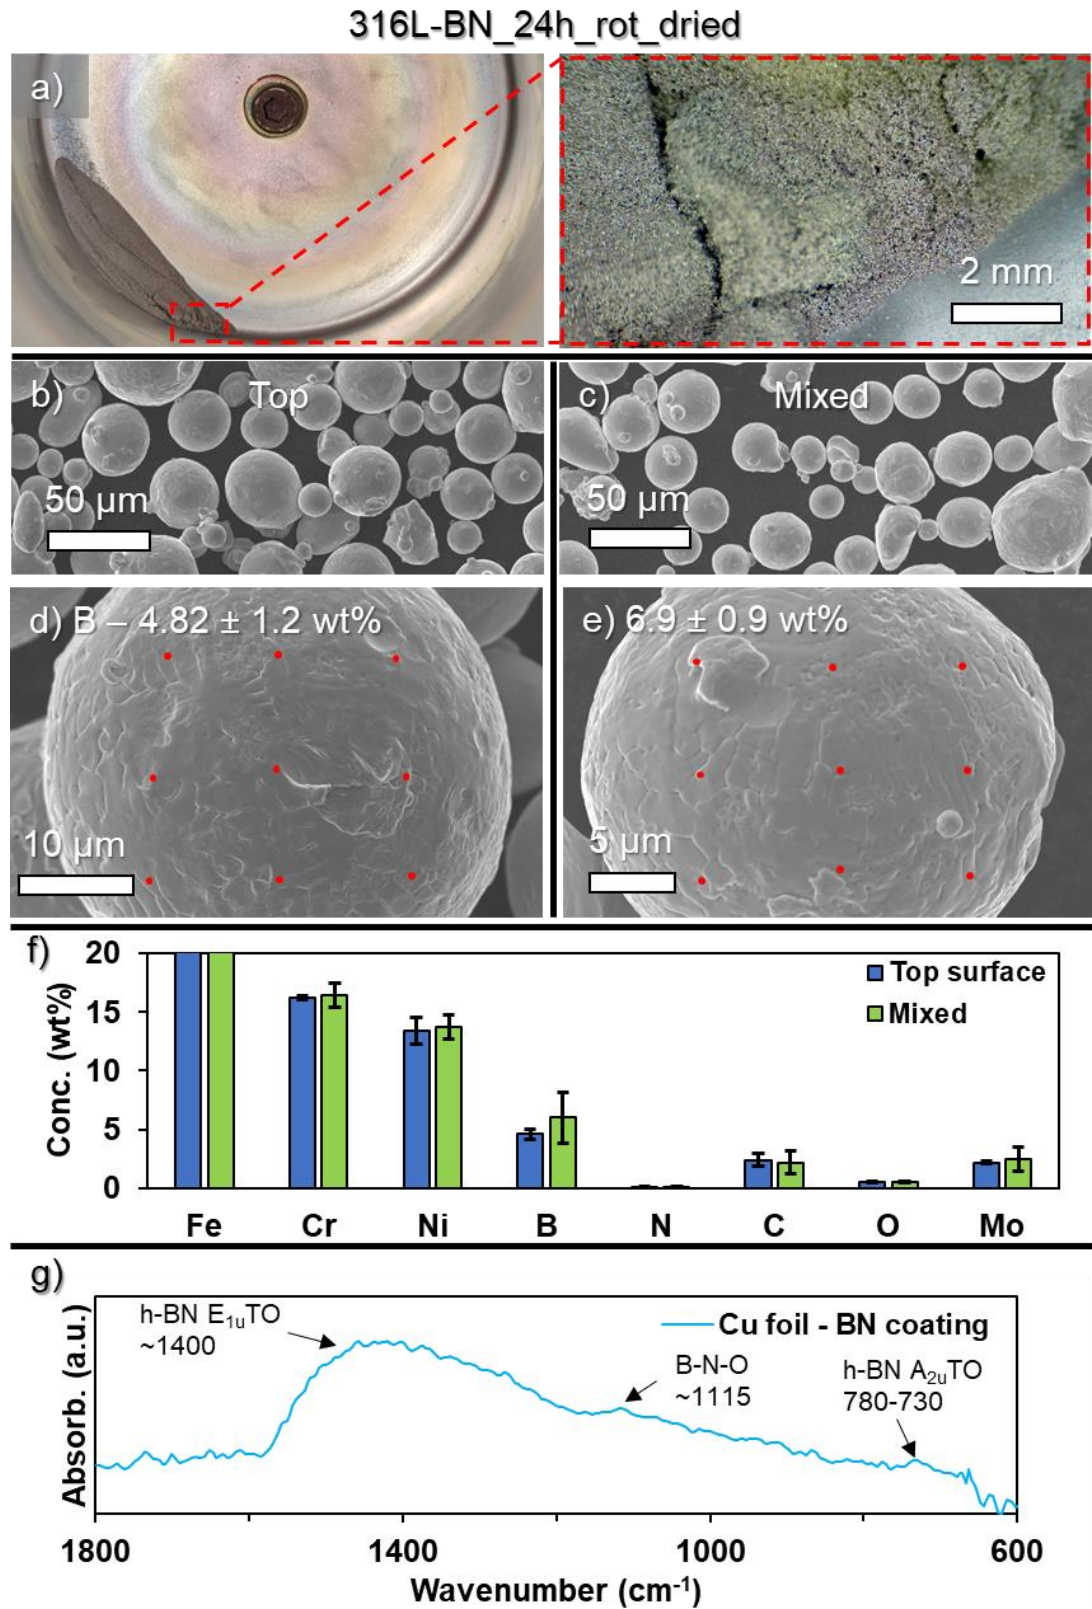 316L-BN_24h_rot_dried
a)
2 mm
b) Top
50 µm
c) Mixed
50 µm
d) B – 4.82 ± 1.2 wt%
10 µm
e) 6.9 ± 0.9 wt%
5 µm
f)
Conc. (wt%)
20
15
10
5
0
Top surface
Mixed
Fe Cr Ni B N C O Mo
g)
Absorb. (a.u.)
h-BN E₁ᵤTO
~1400
Cu foil - BN coating
B-N-O
~1115
h-BN A₂ᵤTO
780-730
1800 1400 1000 600
Wavenumber (cm⁻¹)